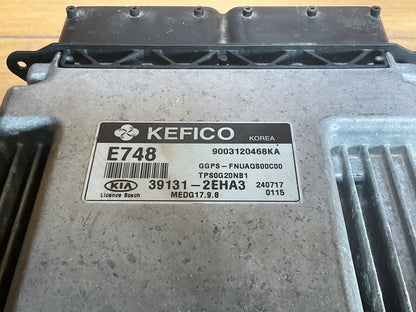 KEFICO KOREA
E748 9003120468KA
GGPS-FNUAQS00C00
TPS0G20NB1
KIA 39131-2EHA3 240717
Licence Bosch MEDG17.9.8 0115